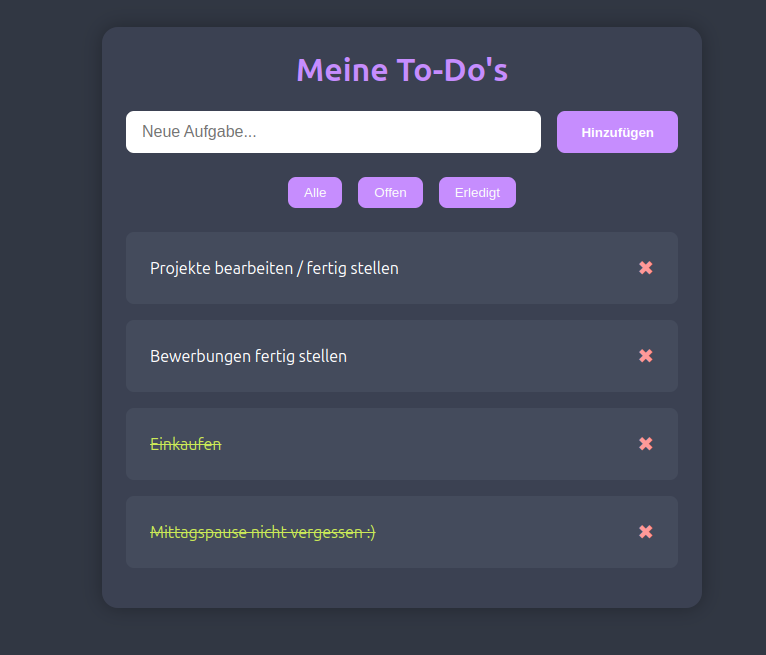 Meine To-Do's
Neue Aufgabe...
Hinzufügen
Alle
Offen
Erledigt
Projekte bearbeiten / fertig stellen
✖
Bewerbungen fertig stellen
✖
Einkaufen
✖
Mittagspause nicht vergessen :)
✖